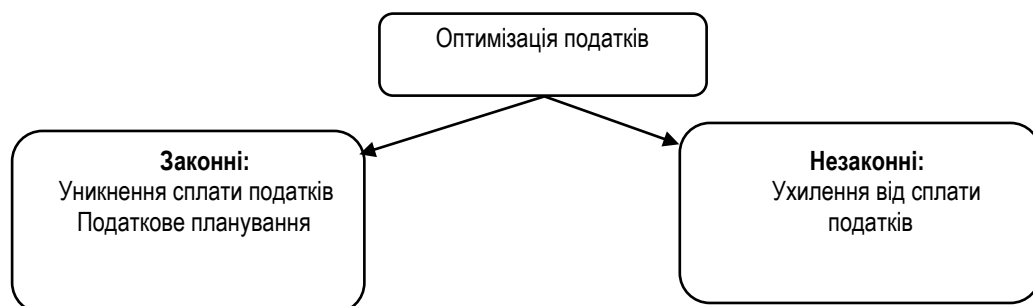 Оптимізація податків
Законні:
Уникнення сплати податків
Податкове планування
Незаконні:
Ухилення від сплати
податків